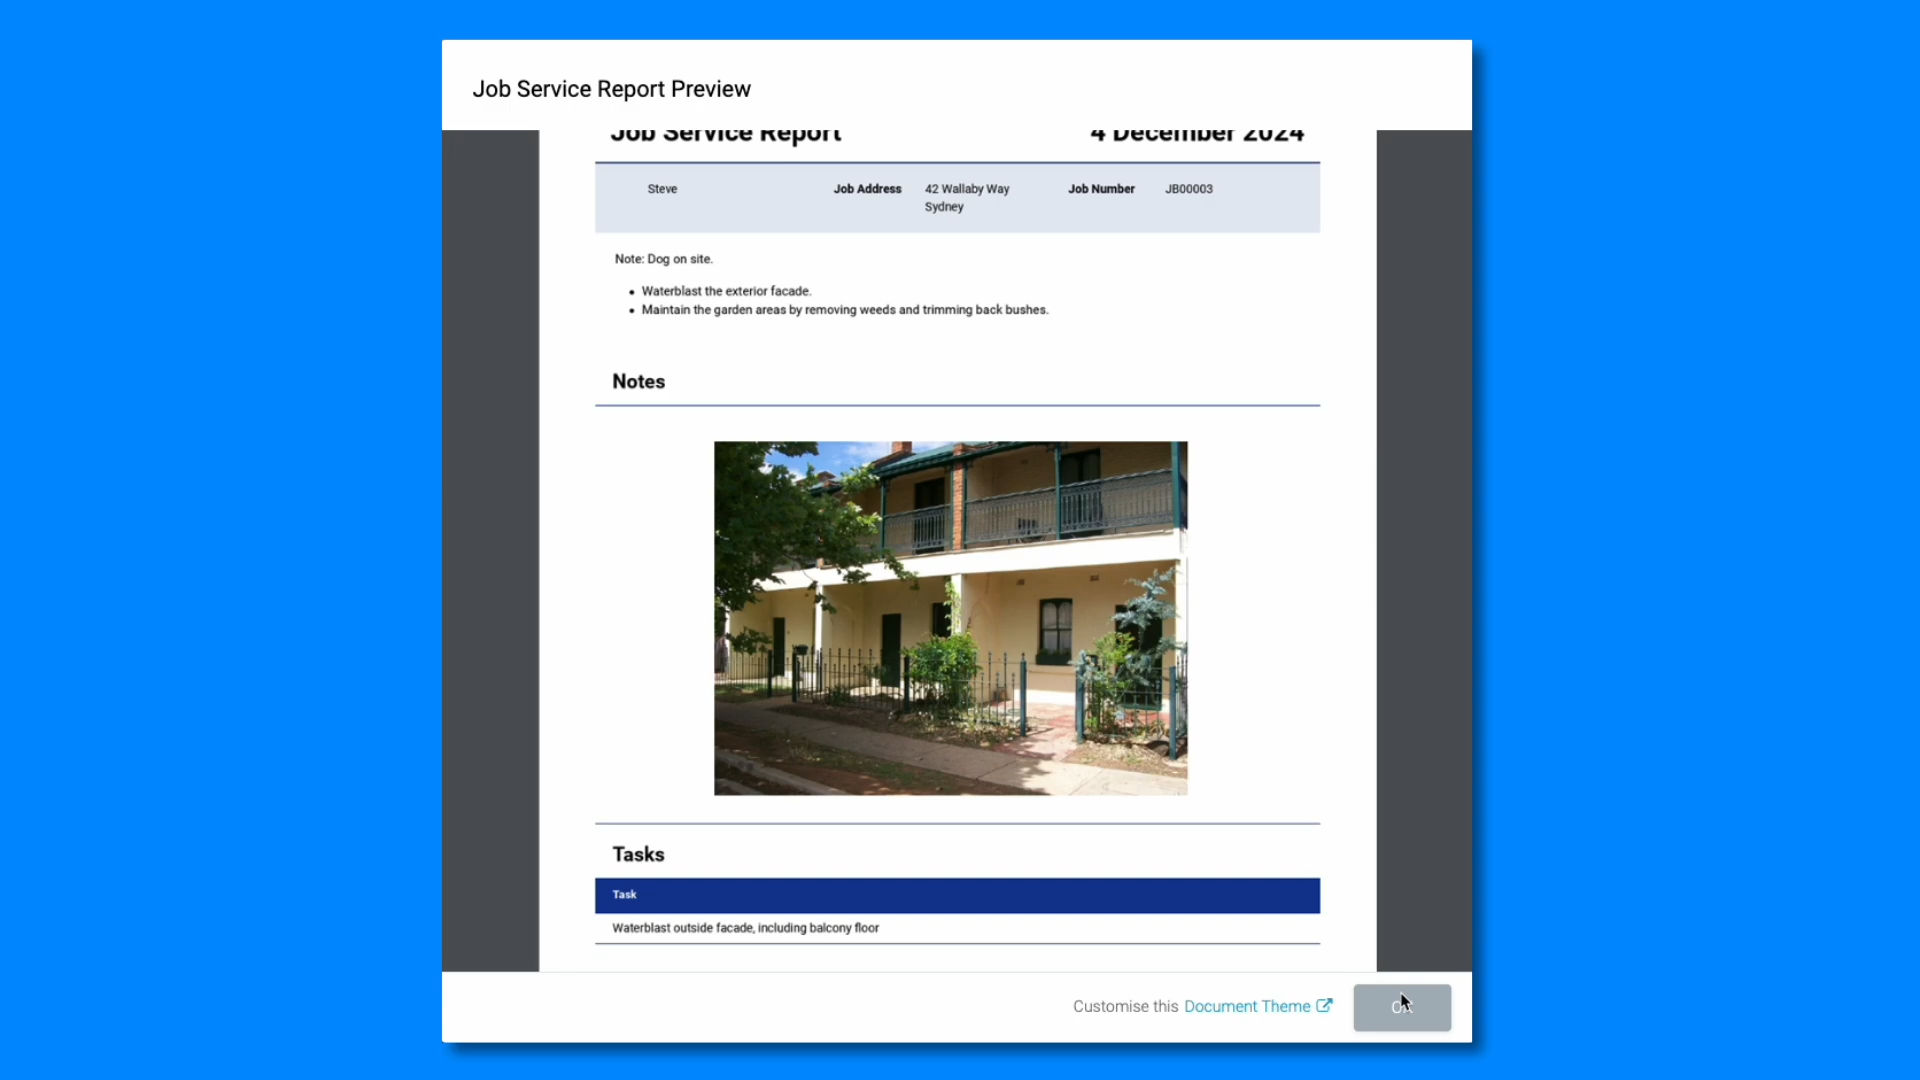 Job Service Report Preview
Job Service Report 4 December 2024
Steve Job Address 42 Wallaby Way Job Number JB00003
Sydney
Note: Dog on site.
• Waterblast the exterior facade.
• Maintain the garden areas by removing weeds and trimming back bushes.
Notes
Tasks
Task
Waterblast outside facade, including balcony floor
Customise this Document Theme
OK